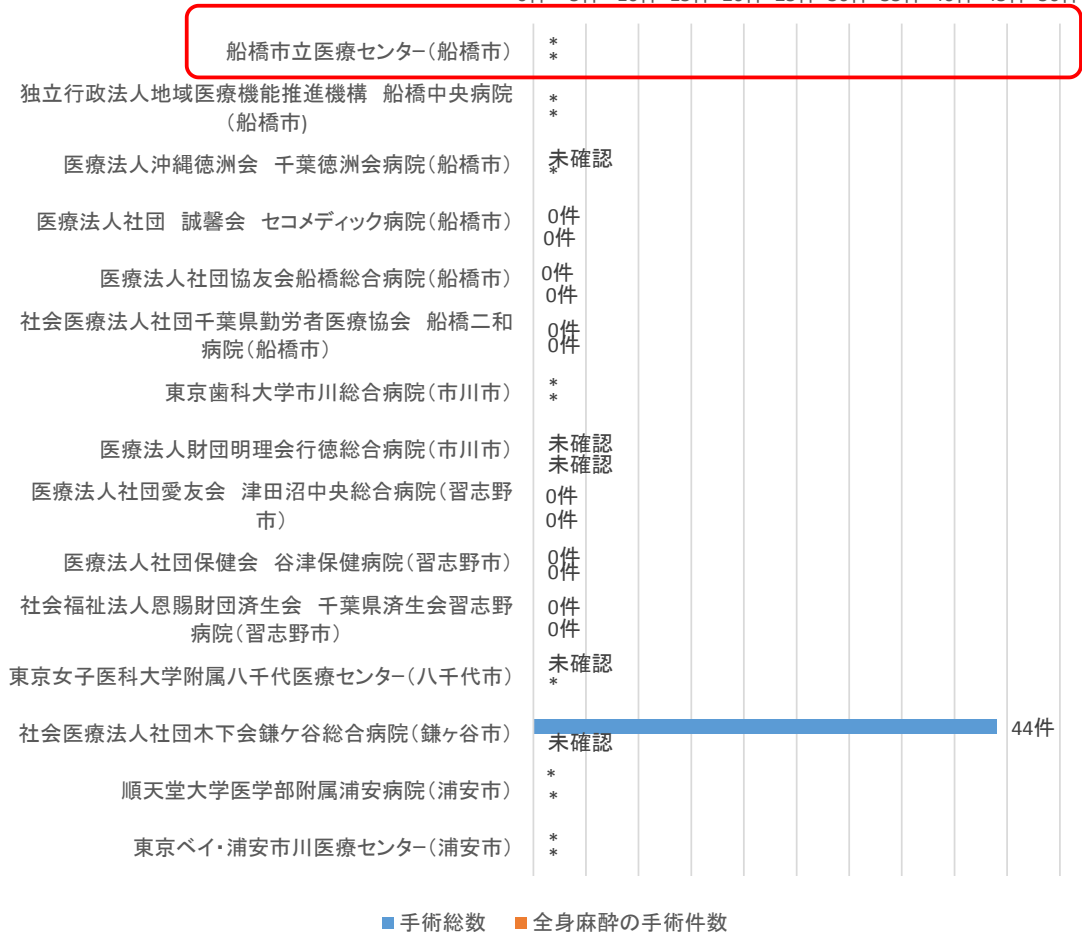 船橋市立医療センター（船橋市）
*
*
独立行政法人地域医療機能推進機構　船橋中央病院
（船橋市)
*
*
医療法人沖縄徳洲会　千葉徳洲会病院（船橋市）
未確認
*
医療法人社団　誠馨会　セコメディック病院（船橋市）
0件
0件
医療法人社団協友会船橋総合病院（船橋市）
0件
0件
社会医療法人社団千葉県勤労者医療協会　船橋二和
病院（船橋市）
0件
0件
東京歯科大学市川総合病院（市川市）
*
*
医療法人財団明理会行徳総合病院（市川市）
未確認
未確認
医療法人社団愛友会　津田沼中央総合病院（習志野
市）
0件
0件
医療法人社団保健会　谷津保健病院（習志野市）
0件
0件
社会福祉法人恩賜財団済生会　千葉県済生会習志野
病院（習志野市）
0件
0件
東京女子医科大学附属八千代医療センター（八千代市）
未確認
*
社会医療法人社団木下会鎌ケ谷総合病院（鎌ヶ谷市）
44件
未確認
順天堂大学医学部附属浦安病院（浦安市）
*
*
東京ベイ・浦安市川医療センター（浦安市）
*
*
手術総数　全身麻酔の手術件数